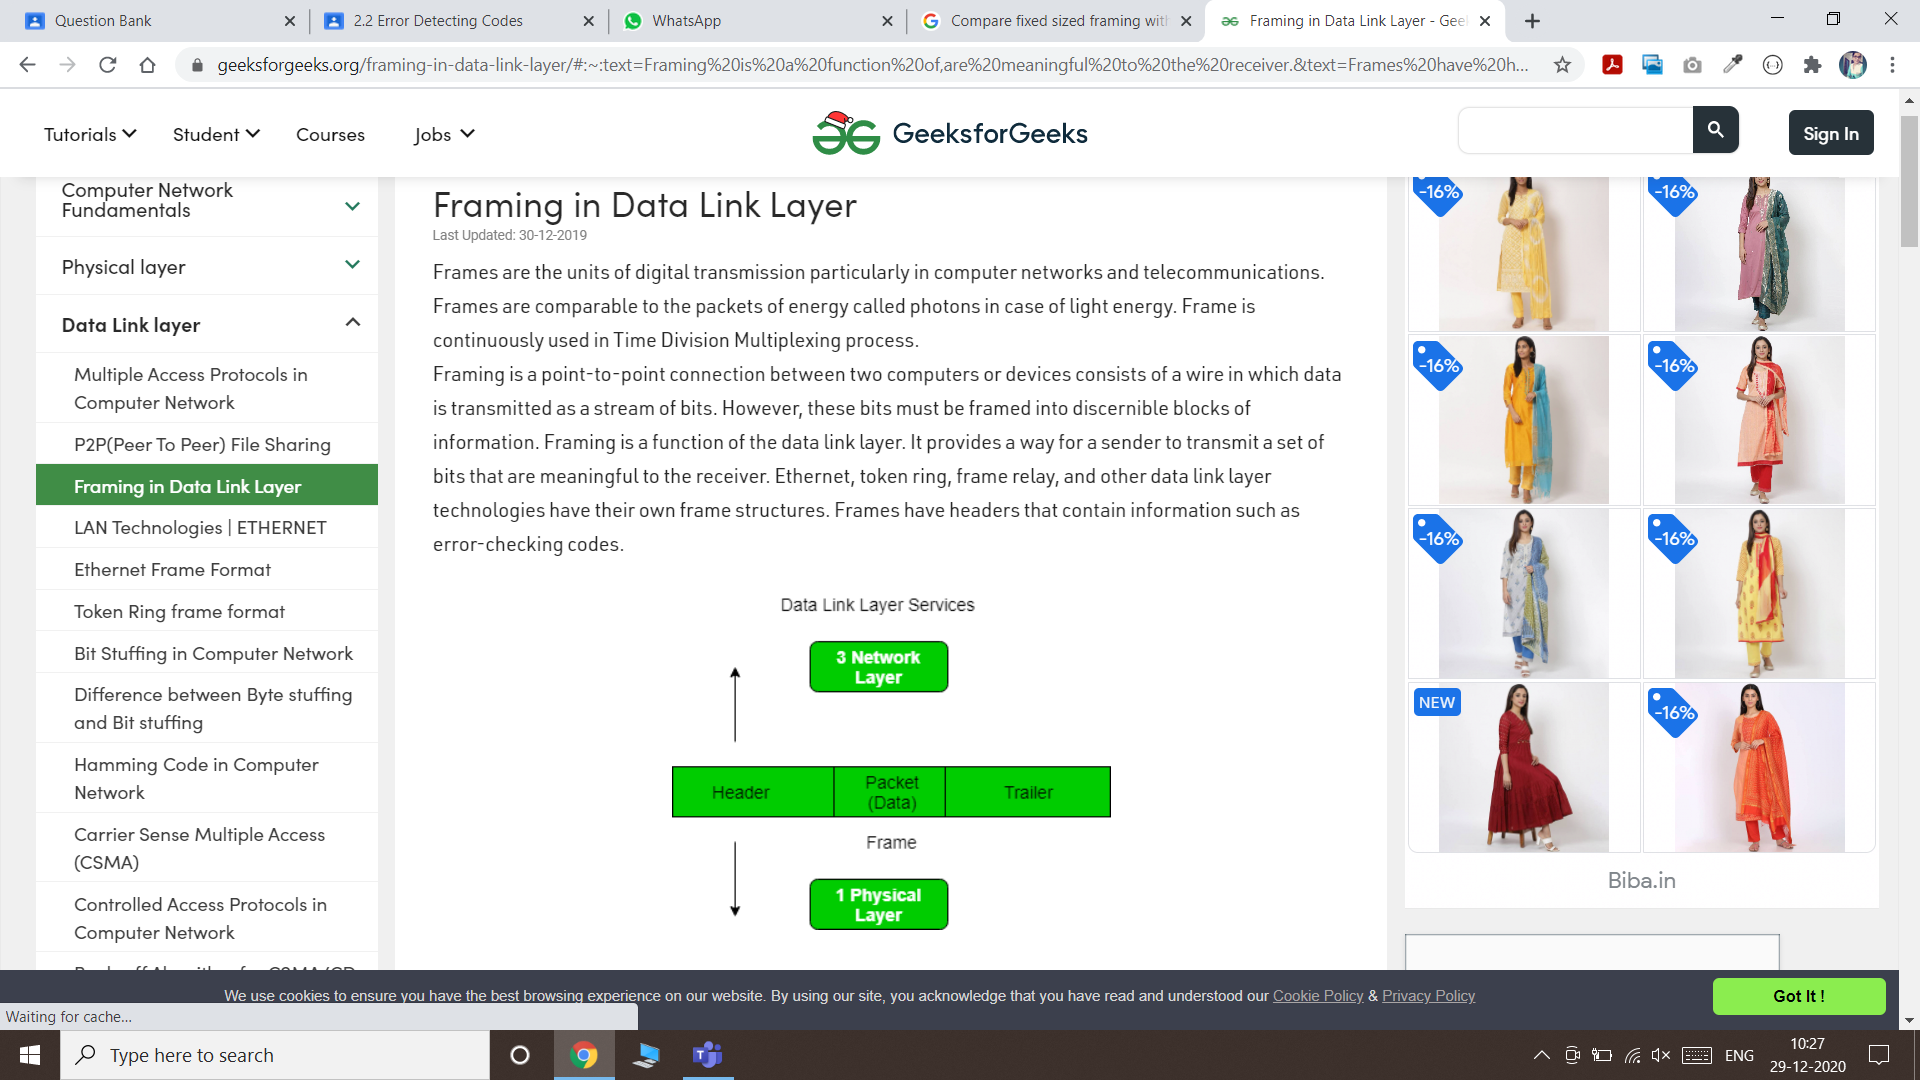 Question Bank
2.2 Error Detecting Codes
WhatsApp
Compare fixed sized framing with
Framing in Data Link Layer - Gee
geeksforgeeks.org/framing-in-data-link-layer/#:~:text=Framing%20is%20a%20function%20of,are%20meaningful%20to%20the%20receiver.&text=Frames%20have%20h...
Tutorials
Student
Courses
Jobs
GeeksforGeeks
Sign In
Computer Network
Fundamentals
Physical layer
Data Link layer
Multiple Access Protocols in
Computer Network
P2P(Peer To Peer) File Sharing
Framing in Data Link Layer
LAN Technologies | ETHERNET
Ethernet Frame Format
Token Ring frame format
Bit Stuffing in Computer Network
Difference between Byte stuffing
and Bit stuffing
Hamming Code in Computer
Network
Carrier Sense Multiple Access
(CSMA)
Controlled Access Protocols in
Computer Network
Framing in Data Link Layer
Last Updated: 30-12-2019
Frames are the units of digital transmission particularly in computer networks and telecommunications.
Frames are comparable to the packets of energy called photons in case of light energy. Frame is
continuously used in Time Division Multiplexing process.
Framing is a point-to-point connection between two computers or devices consists of a wire in which data
is transmitted as a stream of bits. However, these bits must be framed into discernible blocks of
information. Framing is a function of the data link layer. It provides a way for a sender to transmit a set of
bits that are meaningful to the receiver. Ethernet, token ring, frame relay, and other data link layer
technologies have their own frame structures. Frames have headers that contain information such as
error-checking codes.
Data Link Layer Services
3 Network
Layer
Header
Packet
(Data)
Trailer
Frame
1 Physical
Layer
-16%
-16%
-16%
-16%
-16%
-16%
NEW
-16%
Biba.in
We use cookies to ensure you have the best browsing experience on our website. By using our site, you acknowledge that you have read and understood our Cookie Policy & Privacy Policy
Got It !
Waiting for cache...
Type here to search
ENG
10:27
29-12-2020